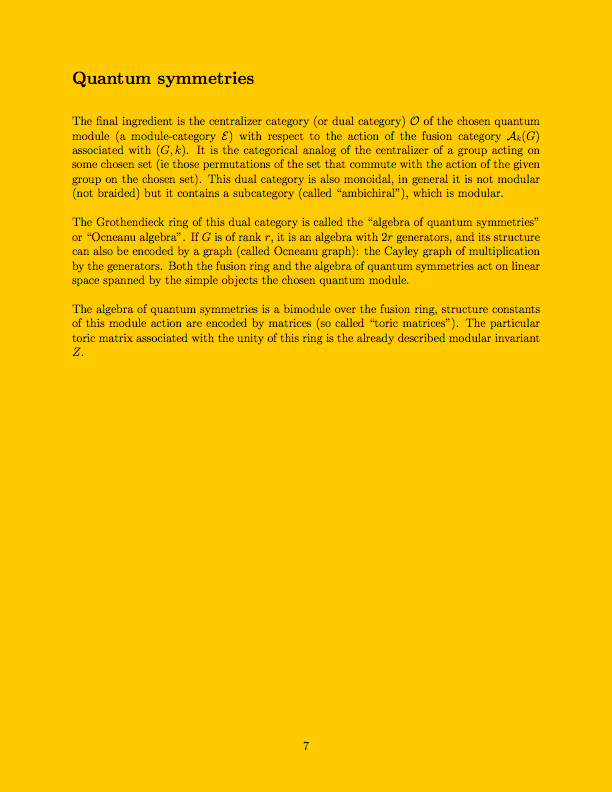 Quantum symmetries
The final ingredient is the centralizer category (or dual category) 𝒪 of the chosen quantum
module (a module-category ℰ) with respect to the action of the fusion category 𝒜ₖ(G)
associated with (G, k). It is the categorical analog of the centralizer of a group acting on
some chosen set (ie those permutations of the set that commute with the action of the given
group on the chosen set). This dual category is also monoidal, in general it is not modular
(not braided) but it contains a subcategory (called “ambichiral”), which is modular.
The Grothendieck ring of this dual category is called the “algebra of quantum symmetries”
or “Ocneanu algebra”. If G is of rank r, it is an algebra with 2r generators, and its structure
can also be encoded by a graph (called Ocneanu graph): the Cayley graph of multiplication
by the generators. Both the fusion ring and the algebra of quantum symmetries act on linear
space spanned by the simple objects the chosen quantum module.
The algebra of quantum symmetries is a bimodule over the fusion ring, structure constants
of this module action are encoded by matrices (so called “toric matrices”). The particular
toric matrix associated with the unity of this ring is the already described modular invariant
Z.
7